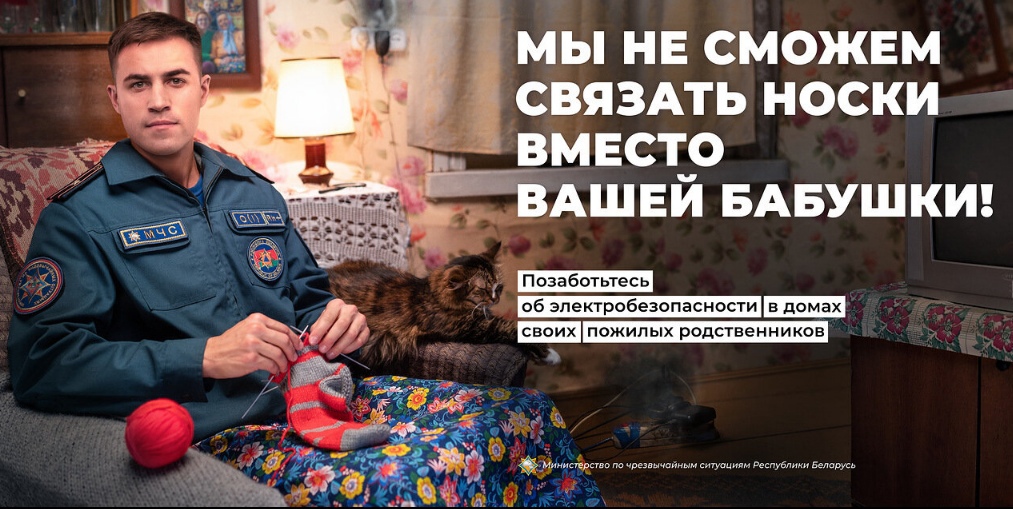 МЫ НЕ СМОЖЕМ
СВЯЗАТЬ НОСКИ
ВМЕСТО
ВАШЕЙ БАБУШКИ!
Позаботьтесь
об электробезопасности в домах
своих пожилых родственников
МЧС
Министерство по чрезвычайным ситуациям Республики Беларусь